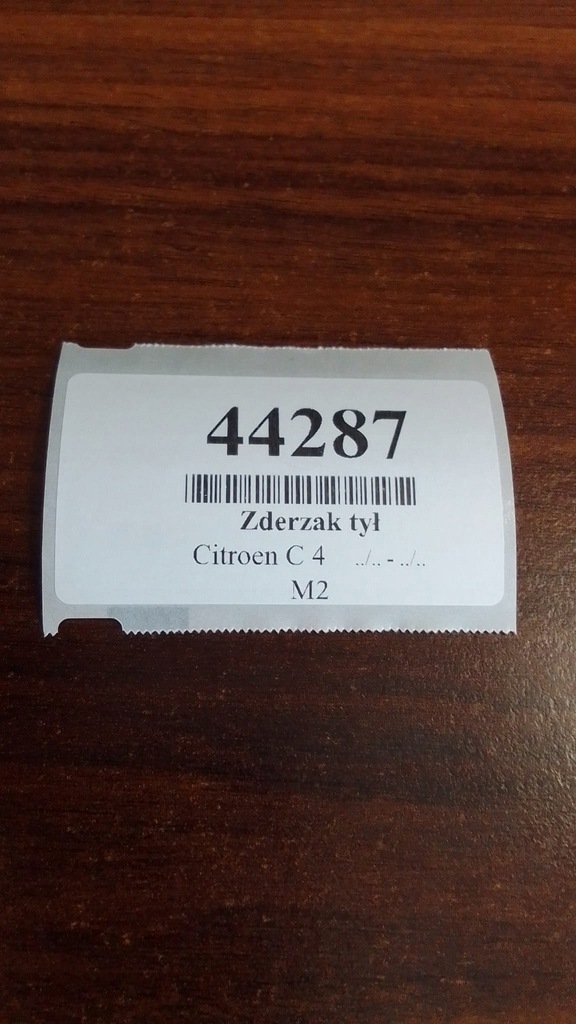 44287
Zderzak tył
Citroen C 4 ../.. - ../..
M2